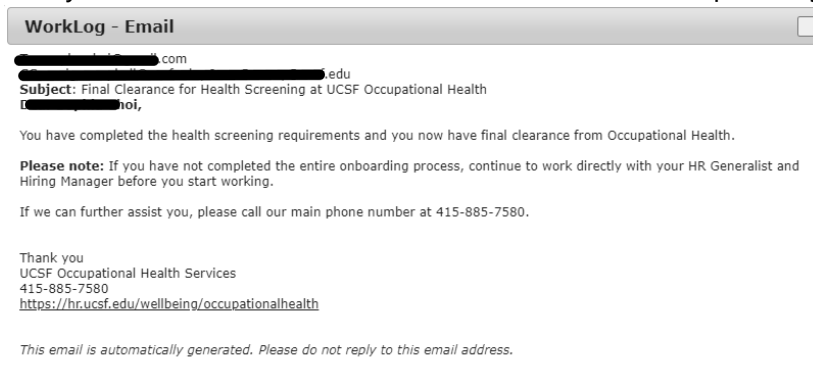 WorkLog - Email
.com
.edu
Subject: Final Clearance for Health Screening at UCSF Occupational Health
hoi,
You have completed the health screening requirements and you now have final clearance from Occupational Health.
Please note: If you have not completed the entire onboarding process, continue to work directly with your HR Generalist and
Hiring Manager before you start working.
If we can further assist you, please call our main phone number at 415-885-7580.
Thank you
UCSF Occupational Health Services
415-885-7580
https://hr.ucsf.edu/wellbeing/occupationalhealth
This email is automatically generated. Please do not reply to this email address.